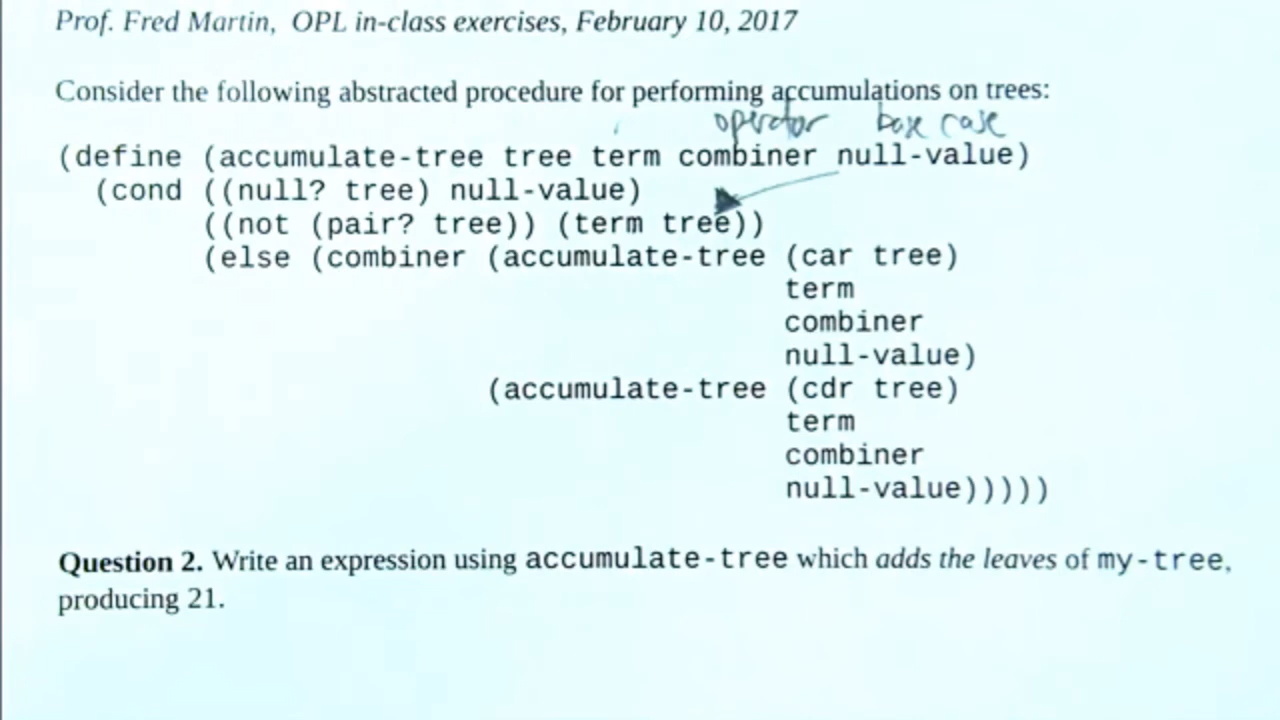 Prof. Fred Martin, OPL in-class exercises, February 10, 2017
Consider the following abstracted procedure for performing accumulations on trees:
operator base case
(define (accumulate-tree tree term combiner null-value)
(cond ((null? tree) null-value)
((not (pair? tree)) (term tree))
(else (combiner (accumulate-tree (car tree)
term
combiner
null-value)
(accumulate-tree (cdr tree)
term
combiner
null-value)))))
Question 2. Write an expression using accumulate-tree which adds the leaves of my-tree,
producing 21.